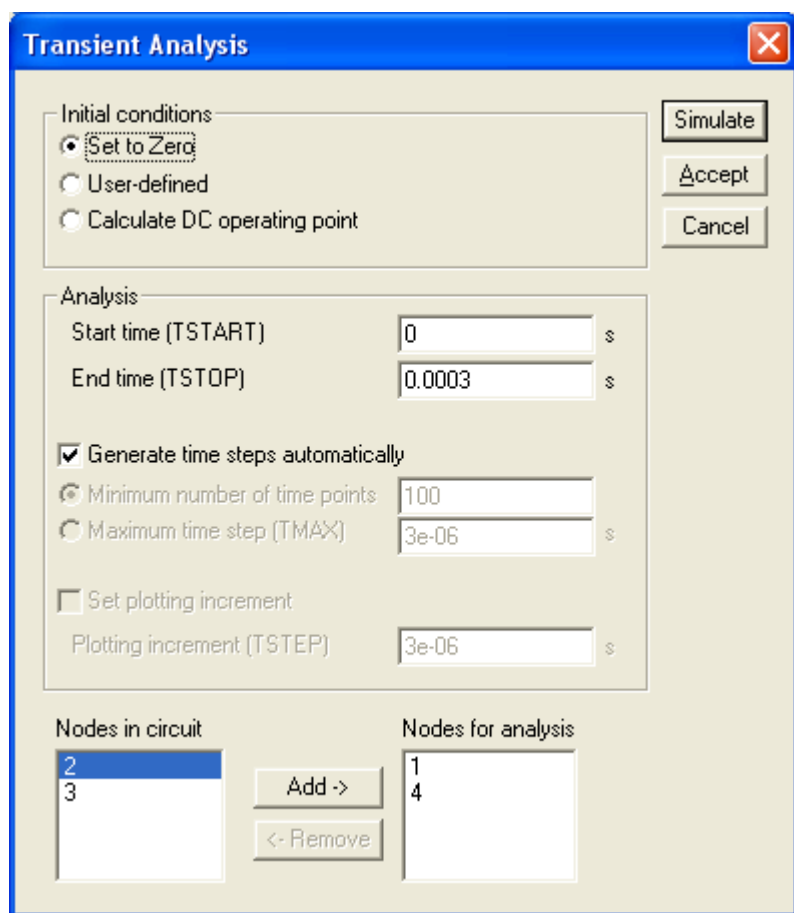 Transient Analysis
Initial conditions
Simulate
Set to Zero
User-defined
Accept
Calculate DC operating point
Cancel
Analysis
Start time (TSTART) 0 s
End time (TSTOP) 0.0003 s
Generate time steps automatically
Minimum number of time points 100
Maximum time step (TMAX) 3e-06 s
Set plotting increment
Plotting increment (TSTEP) 3e-06 s
Nodes in circuit
2
3
Add ->
<- Remove
Nodes for analysis
1
4